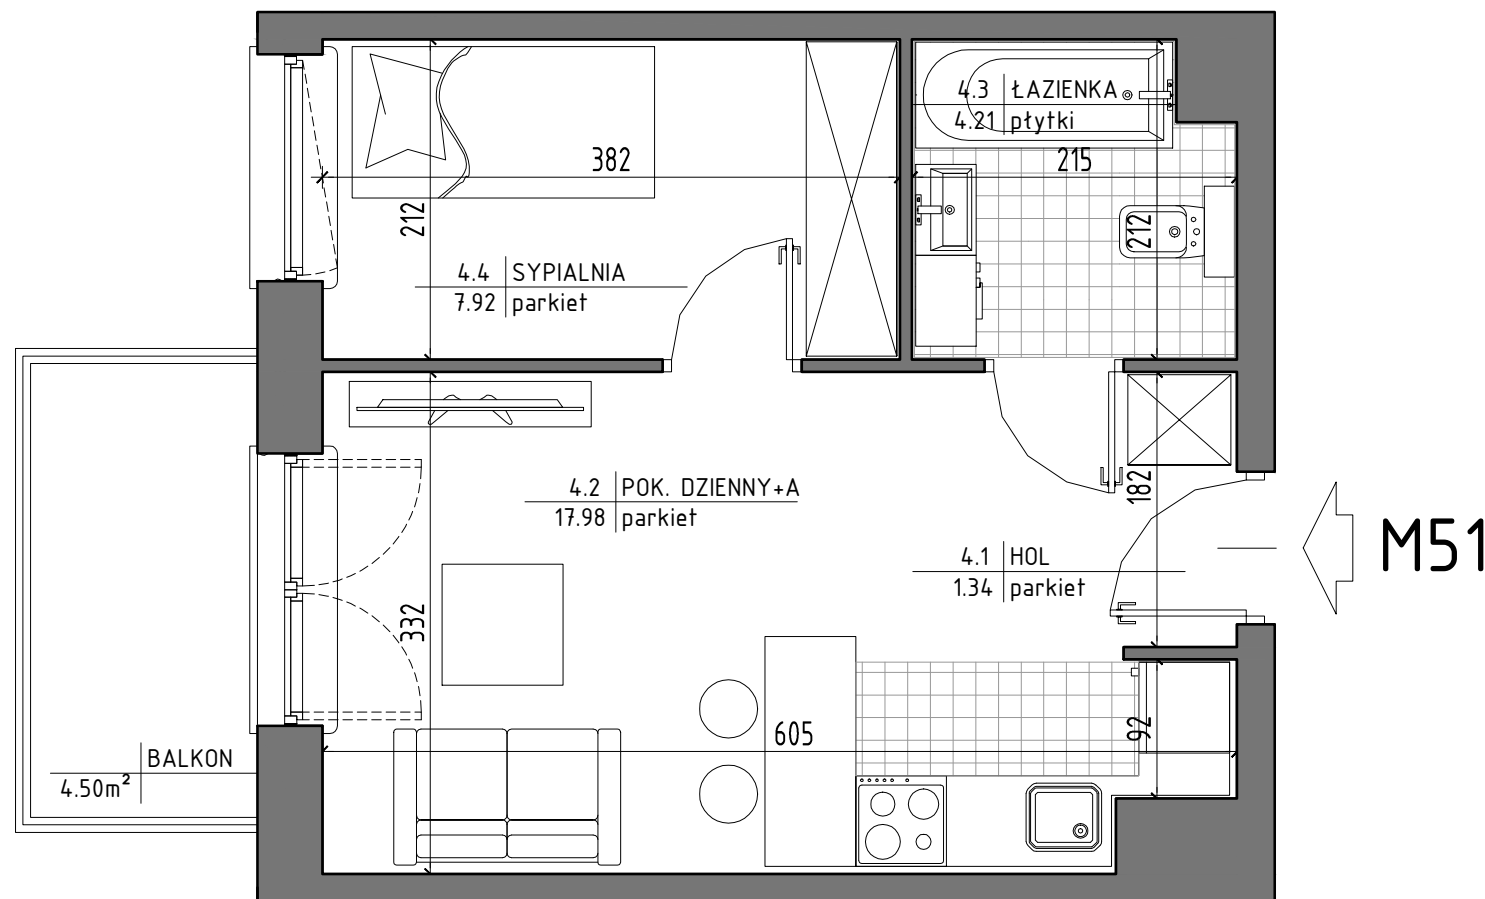 4.3 ŁAZIENKA
4.21 płytki
382
215
212
212
4.4 SYPIALNIA
7.92 parkiet
4.2 POK. DZIENNY+A
17.98 parkiet
182
M51
4.1 HOL
1.34 parkiet
332
605
92
BALKON
4.50m²